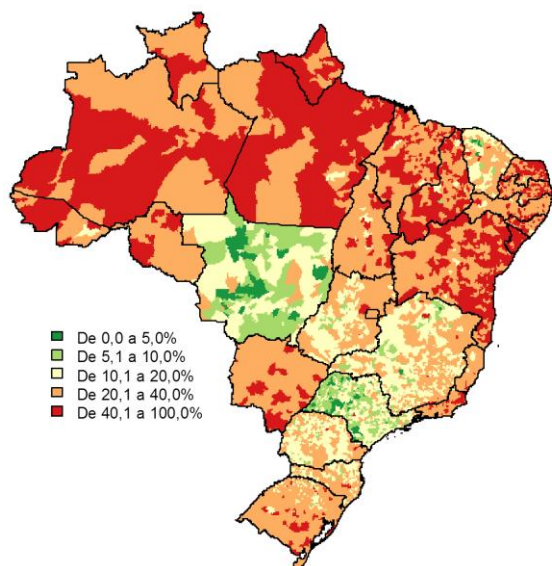 De 0,0 a 5,0%
De 5,1 a 10,0%
De 10,1 a 20,0%
De 20,1 a 40,0%
De 40,1 a 100,0%